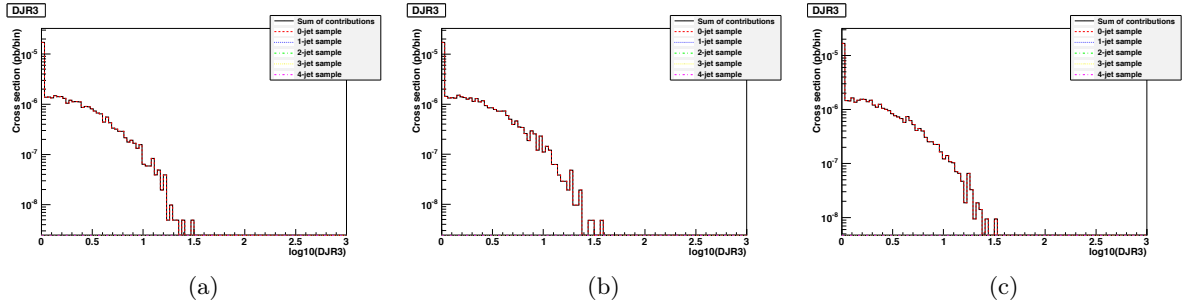 DJR3
Sum of contributions
0-jet sample
1-jet sample
2-jet sample
3-jet sample
4-jet sample
Cross section (pb/bin)
10^-5
10^-6
10^-7
10^-8
0 0.5 1 1.5 2 2.5 3
log10(DJR3)
(a)
DJR3
Sum of contributions
0-jet sample
1-jet sample
2-jet sample
3-jet sample
4-jet sample
Cross section (pb/bin)
10^-5
10^-6
10^-7
10^-8
0 0.5 1 1.5 2 2.5 3
log10(DJR3)
(b)
DJR3
Sum of contributions
0-jet sample
1-jet sample
2-jet sample
3-jet sample
4-jet sample
Cross section (pb/bin)
10^-5
10^-6
10^-7
10^-8
0 0.5 1 1.5 2 2.5 3
log10(DJR3)
(c)